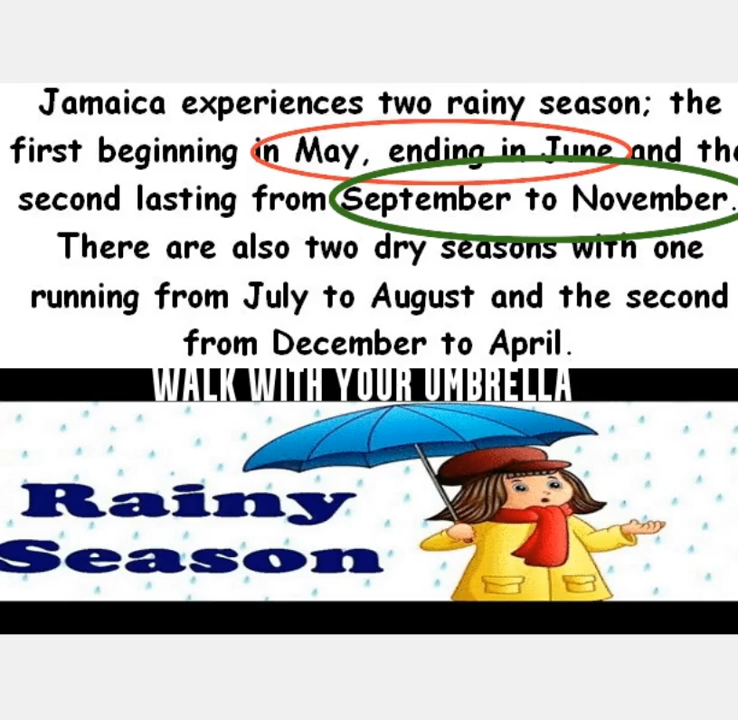 Jamaica experiences two rainy season; the
first beginning in May, ending in June and the
second lasting from September to November.
There are also two dry seasons with one
running from July to August and the second
from December to April.
WALK WITH YOUR UMBRELLA
Rainy
Season